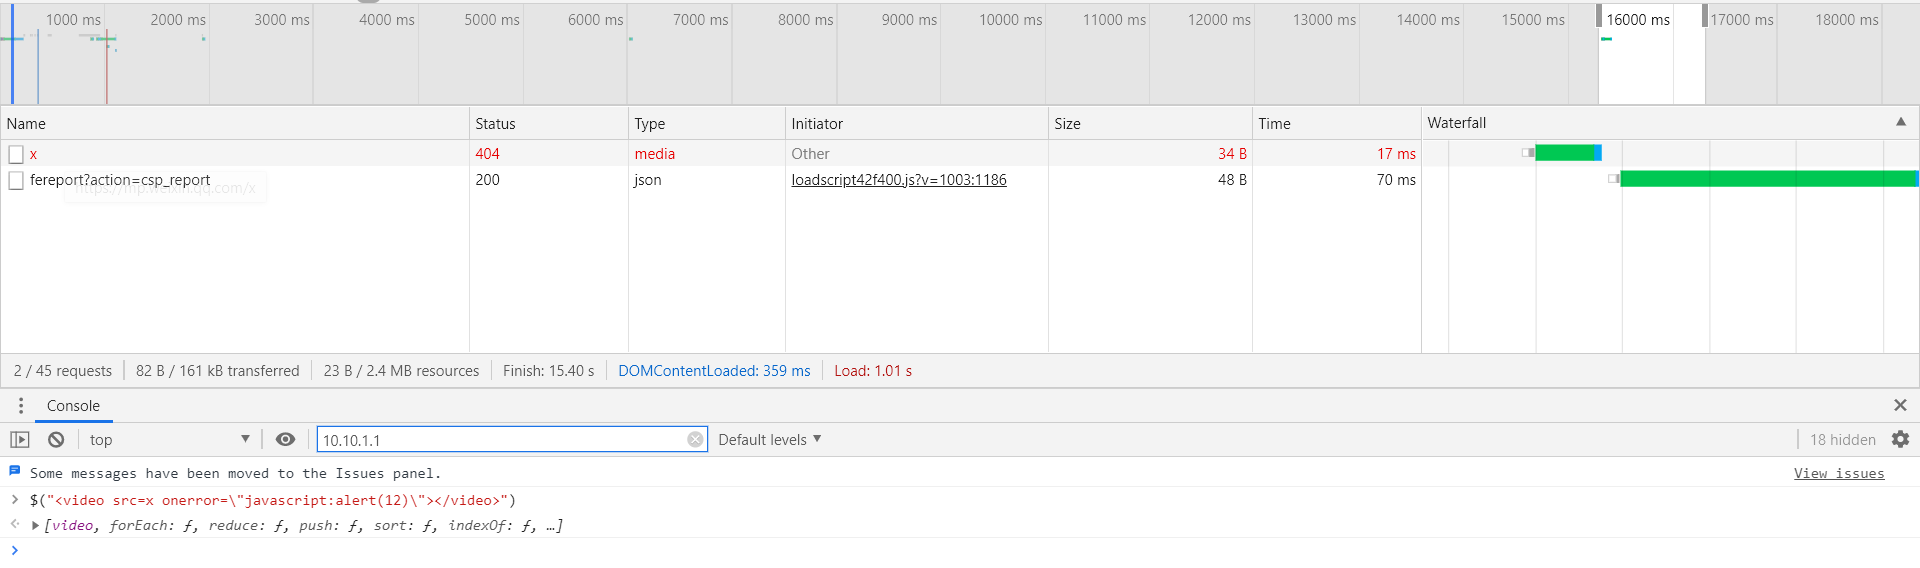 1000 ms 2000 ms 3000 ms 4000 ms 5000 ms 6000 ms 7000 ms 8000 ms 9000 ms 10000 ms 11000 ms 12000 ms 13000 ms 14000 ms 15000 ms 16000 ms 17000 ms 18000 ms
Name Status Type Initiator Size Time Waterfall
x 404 media Other 34 B 17 ms
fereport?action=csp_report 200 json loadscript42f400.js?v=1003:1186 48 B 70 ms
https://mp.weixin.qq.com/x
2 / 45 requests 82 B / 161 kB transferred 23 B / 2.4 MB resources Finish: 15.40 s DOMContentLoaded: 359 ms Load: 1.01 s
Console
top 10.10.1.1 Default levels 18 hidden
Some messages have been moved to the Issues panel. View issues
$("<video src=x onerror=\"javascript:alert(12)\"></video>")
[video, forEach: ƒ, reduce: ƒ, push: ƒ, sort: ƒ, indexOf: ƒ, …]